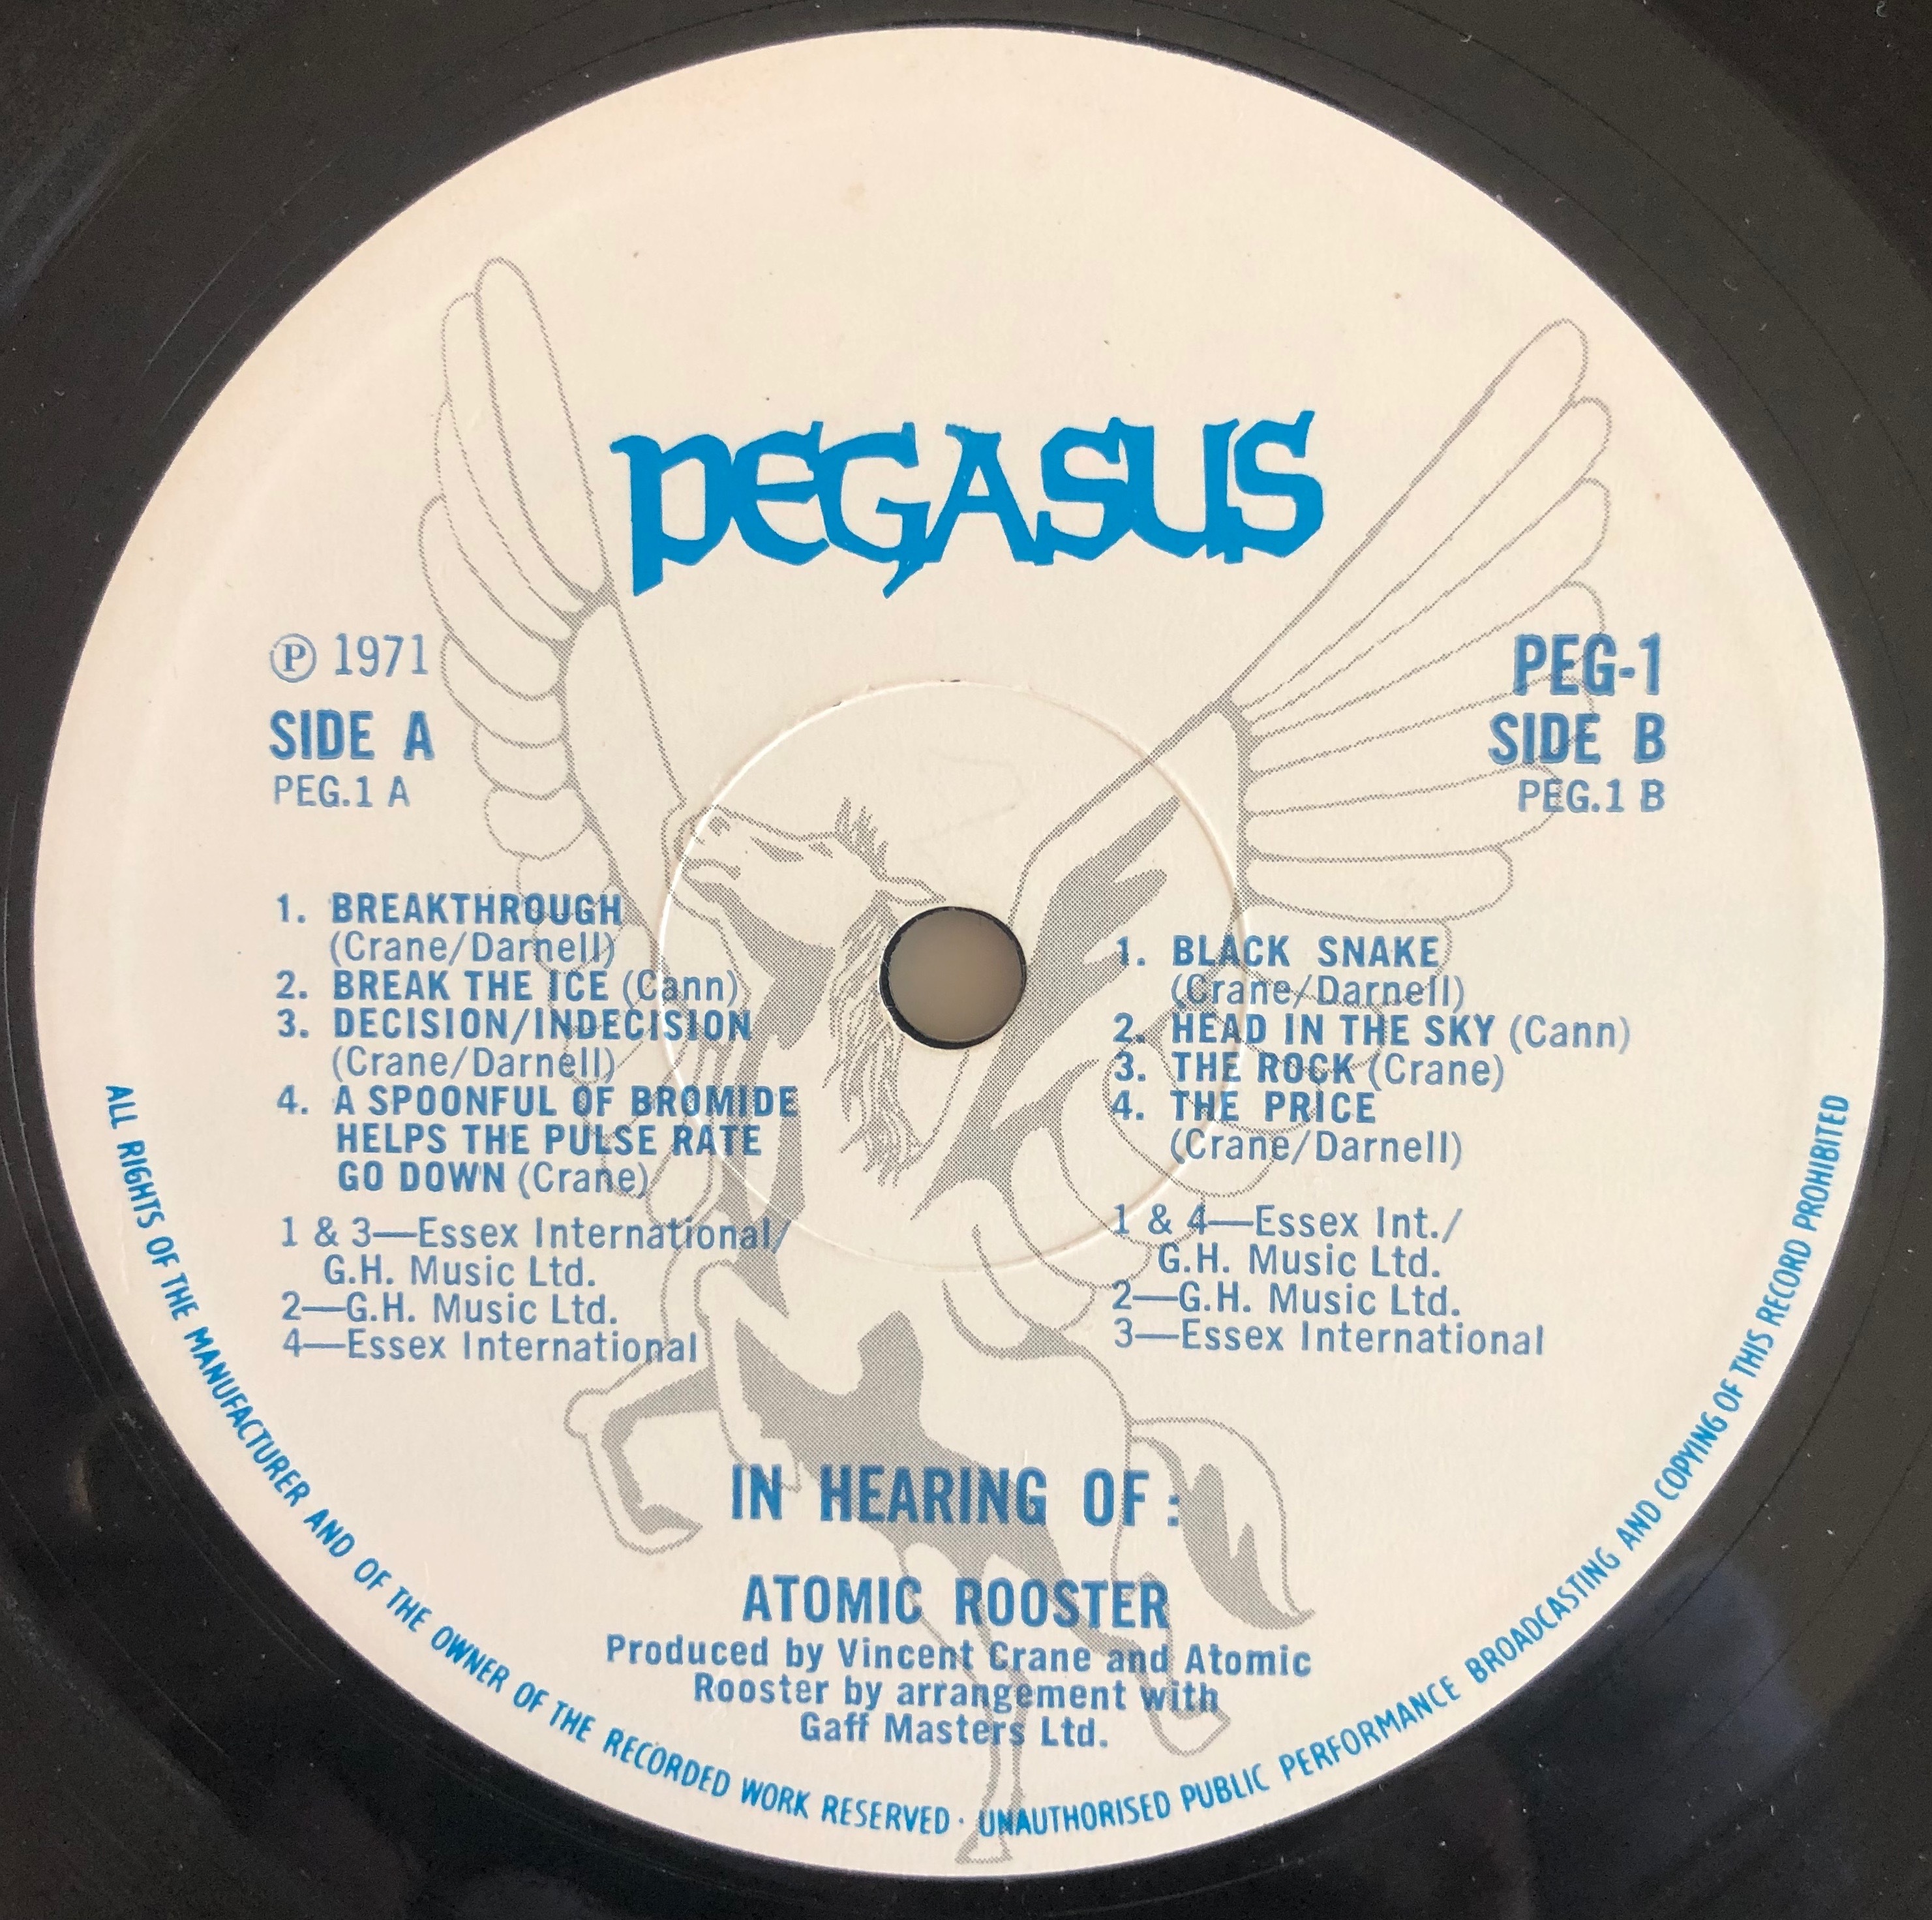 PEGASUS
℗ 1971
SIDE A
PEG.1 A
PEG-1
SIDE B
PEG.1 B
1. BREAKTHROUGH
(Crane/Darnell)
2. BREAK THE ICE (Cann)
3. DECISION/INDECISION
(Crane/Darnell)
4. A SPOONFUL OF BROMIDE
HELPS THE PULSE RATE
GO DOWN (Crane)
1 & 3—Essex International/
G.H. Music Ltd.
2—G.H. Music Ltd.
4—Essex International
1. BLACK SNAKE
(Crane/Darnell)
2. HEAD IN THE SKY (Cann)
3. THE ROCK (Crane)
4. THE PRICE
(Crane/Darnell)
1 & 4—Essex Int./
G.H. Music Ltd.
2—G.H. Music Ltd.
3—Essex International
IN HEARING OF:
ATOMIC ROOSTER
Produced by Vincent Crane and Atomic
Rooster by arrangement with
Gaff Masters Ltd.
ALL RIGHTS OF THE MANUFACTURER AND OF THE OWNER OF THE RECORDED WORK RESERVED · UNAUTHORISED PUBLIC PERFORMANCE BROADCASTING AND COPYING OF THIS RECORD PROHIBITED